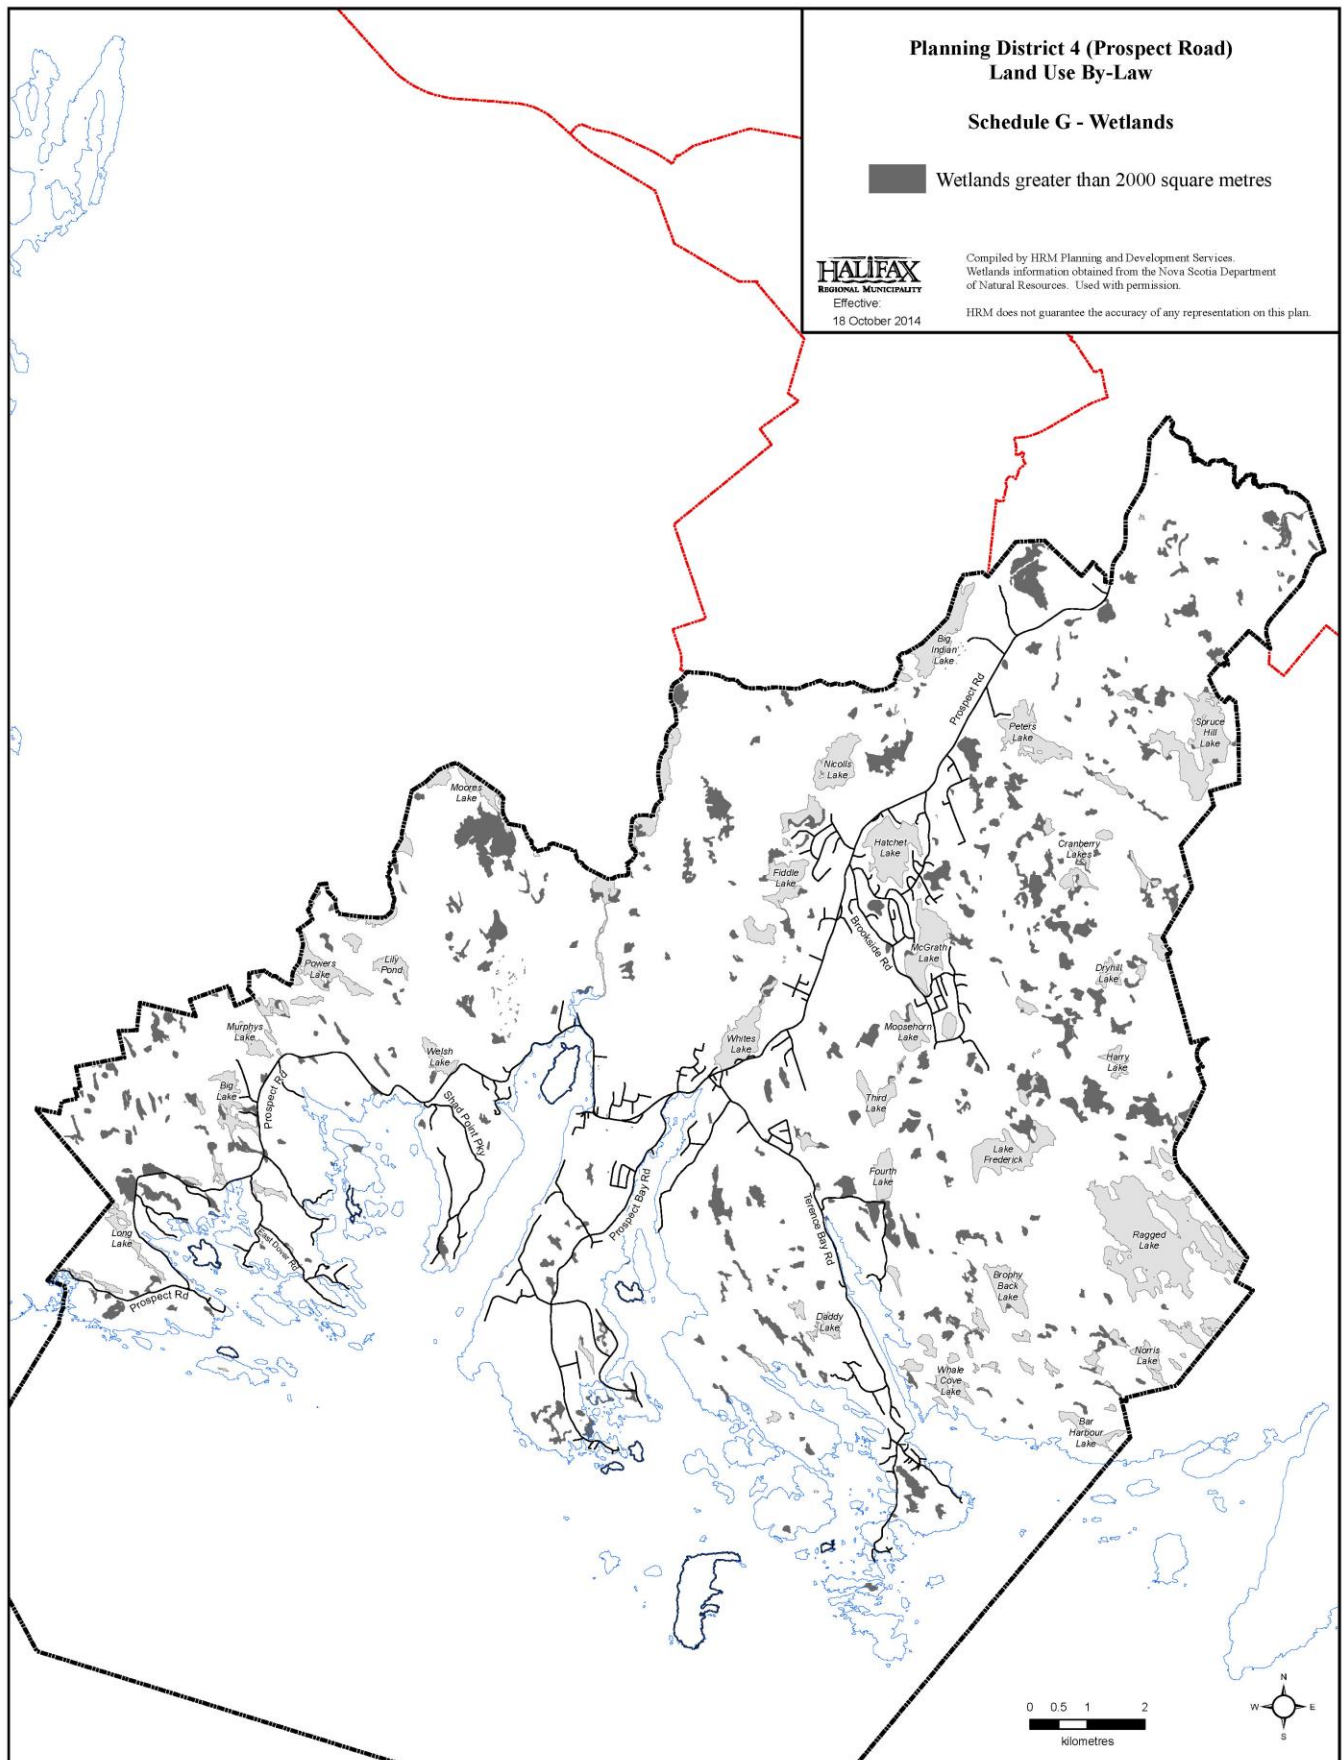 Planning District 4 (Prospect Road)
Land Use By-Law
Schedule G - Wetlands
Wetlands greater than 2000 square metres
HALIFAX
REGIONAL MUNICIPALITY
Effective:
18 October 2014
Compiled by HRM Planning and Development Services.
Wetlands information obtained from the Nova Scotia Department
of Natural Resources. Used with permission.
HRM does not guarantee the accuracy of any representation on this plan.
Big
Indian
Lake
Prospect Rd
Peters
Lake
Spruce
Hill
Lake
Nicolls
Lake
Moores
Lake
Hatchet
Lake
Cranberry
Lakes
Fiddle
Lake
Brookside Rd
McGrath
Lake
Powers
Lake
Lily
Pond
Dryhill
Lake
Murphys
Lake
Whites
Lake
Moosehorn
Lake
Welsh
Lake
Harry
Lake
Big
Lake
Prospect Rd
Shad Point Pky
Third
Lake
Lake
Frederick
Fourth
Lake
Prospect Bay Rd
Terence Bay Rd
Long
Lake
East Dover Rd
Ragged
Lake
Brophy
Back
Lake
Prospect Rd
Daddy
Lake
Norris
Lake
Whale
Cove
Lake
Bar
Harbour
Lake
N
W E
S
0 0.5 1 2
kilometres